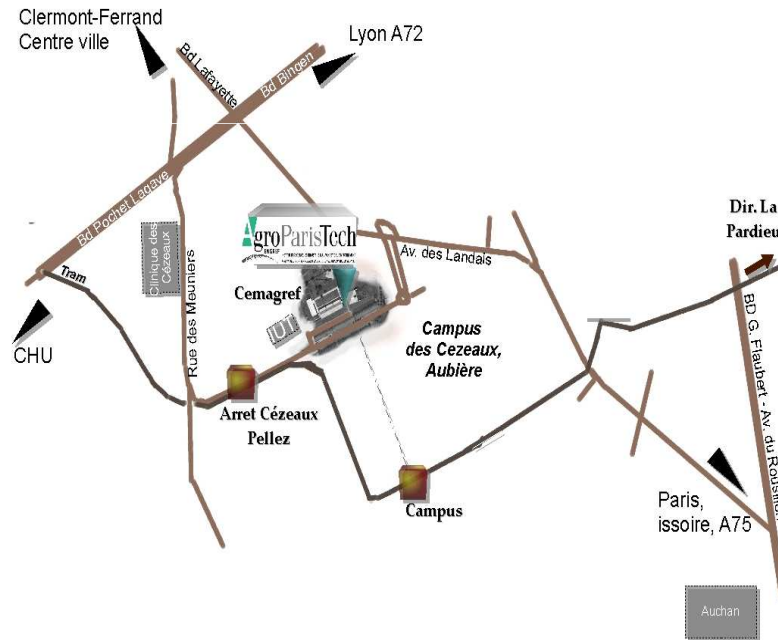 Clermont-Ferrand
Centre ville
Lyon A72
Bd Lafayette
Bd Bingen
Bd Pochet Lagaye
Clinique des
Cézeaux
AgroParisTech
Dir. La
Pardieu
Av. des Landais
Tram
Cemagref
IUT
Rue des Meuniers
CHU
Campus
des Cezeaux,
Aubière
BD G. Flaubert - Av. du Roussillon
Arret Cézeaux
Pellez
Campus
Paris,
issoire, A75
Auchan